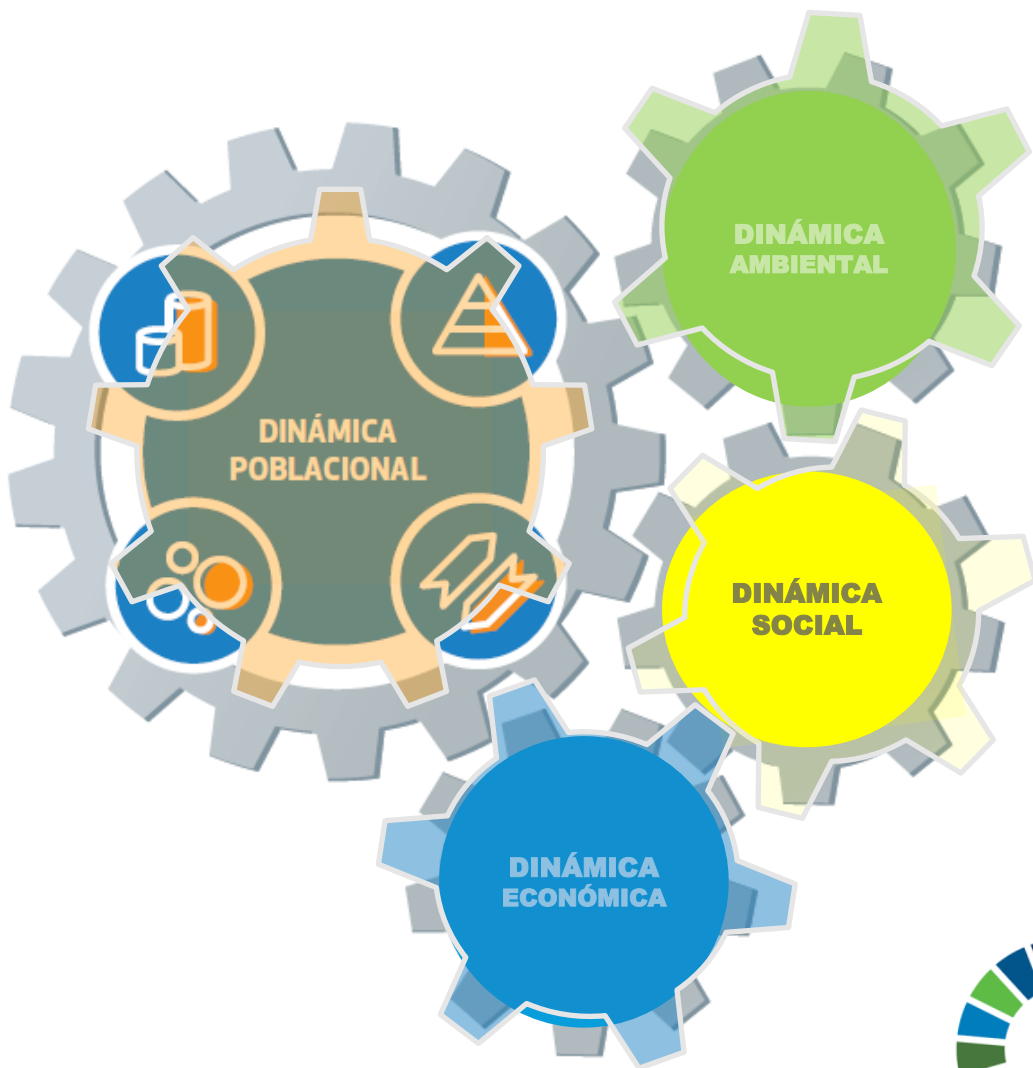 DINÁMICA
AMBIENTAL
DINÁMICA
POBLACIONAL
DINÁMICA
SOCIAL
DINÁMICA
ECONÓMICA